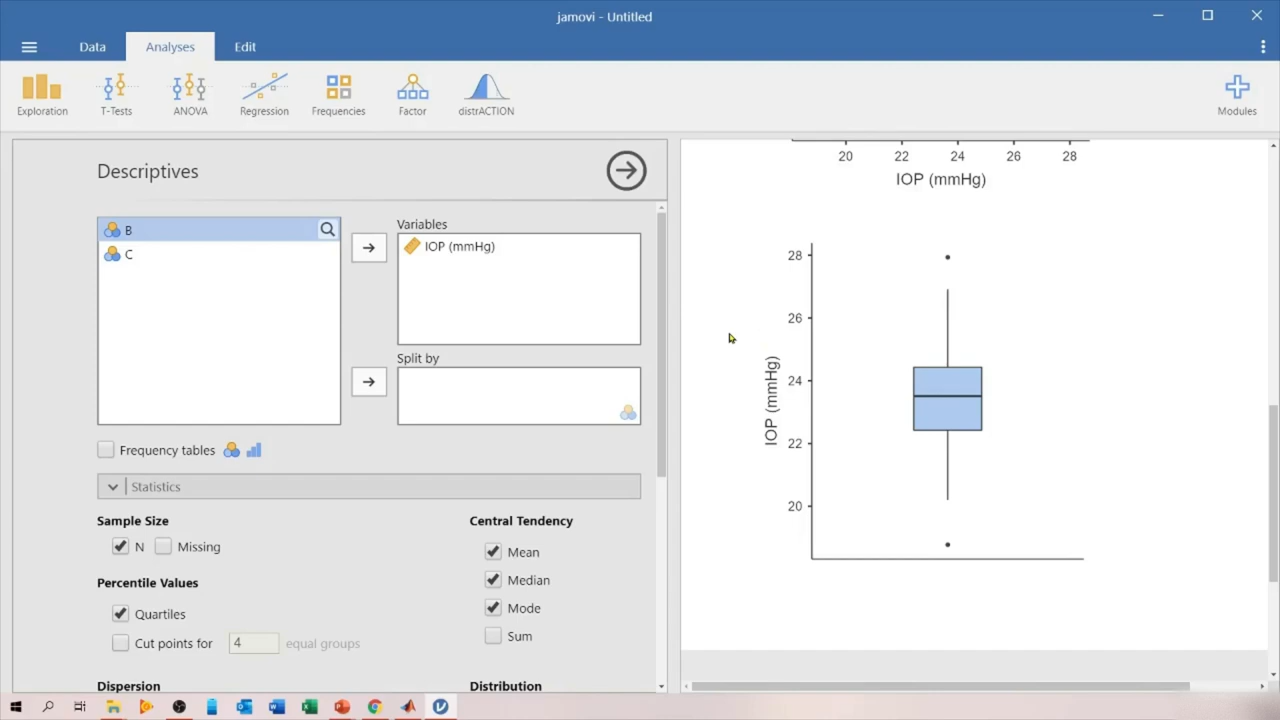 jamovi - Untitled
Data
Analyses
Edit
Exploration
T-Tests
ANOVA
Regression
Frequencies
Factor
distrACTION
Modules
Descriptives
B
C
Variables
IOP (mmHg)
Split by
Frequency tables
Statistics
Sample Size
N
Missing
Percentile Values
Quartiles
Cut points for 4 equal groups
Dispersion
Central Tendency
Mean
Median
Mode
Sum
Distribution
20 22 24 26 28
IOP (mmHg)
28
26
24
22
20
IOP (mmHg)